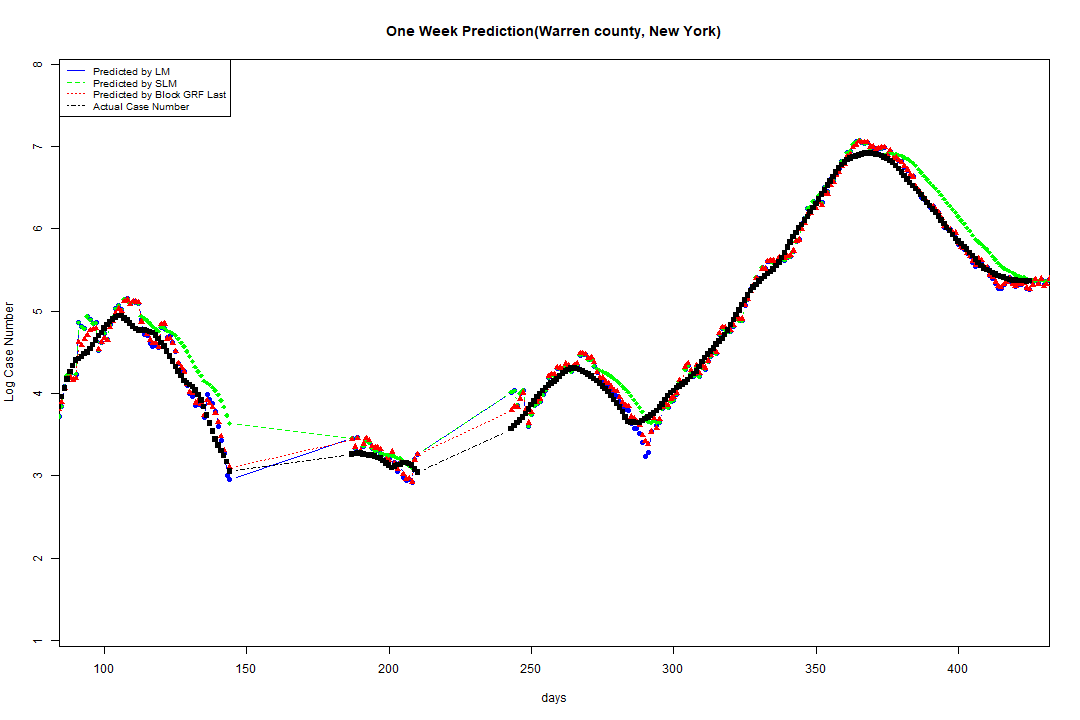 One Week Prediction(Warren county, New York)
Predicted by LM
Predicted by SLM
Predicted by Block GRF Last
Actual Case Number
Log Case Number
8
7
6
5
4
3
2
1
100 150 200 250 300 350 400
days